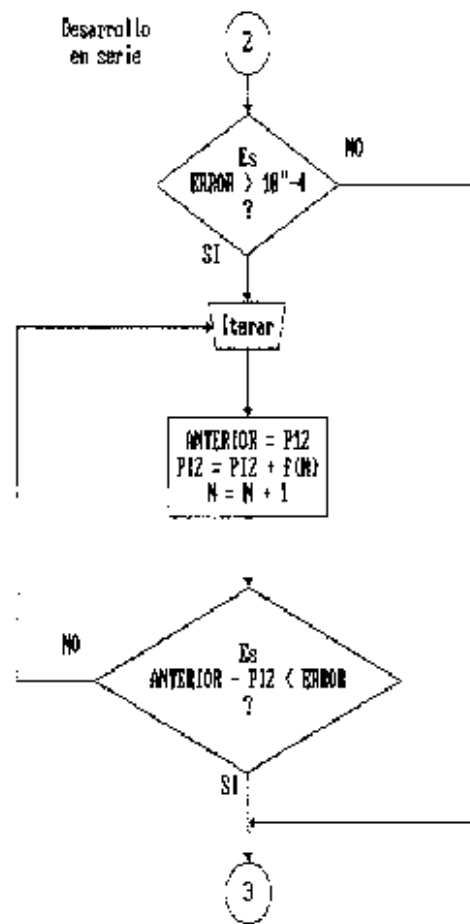 Desarrollo
en serie
2
Es
ERROR > 10^-4
?
NO
SI
Iterar
ANTERIOR = PI2
PI2 = PI2 + f(N)
N = N + 1
NO
Es
ANTERIOR - PI2 < ERROR
?
SI
3